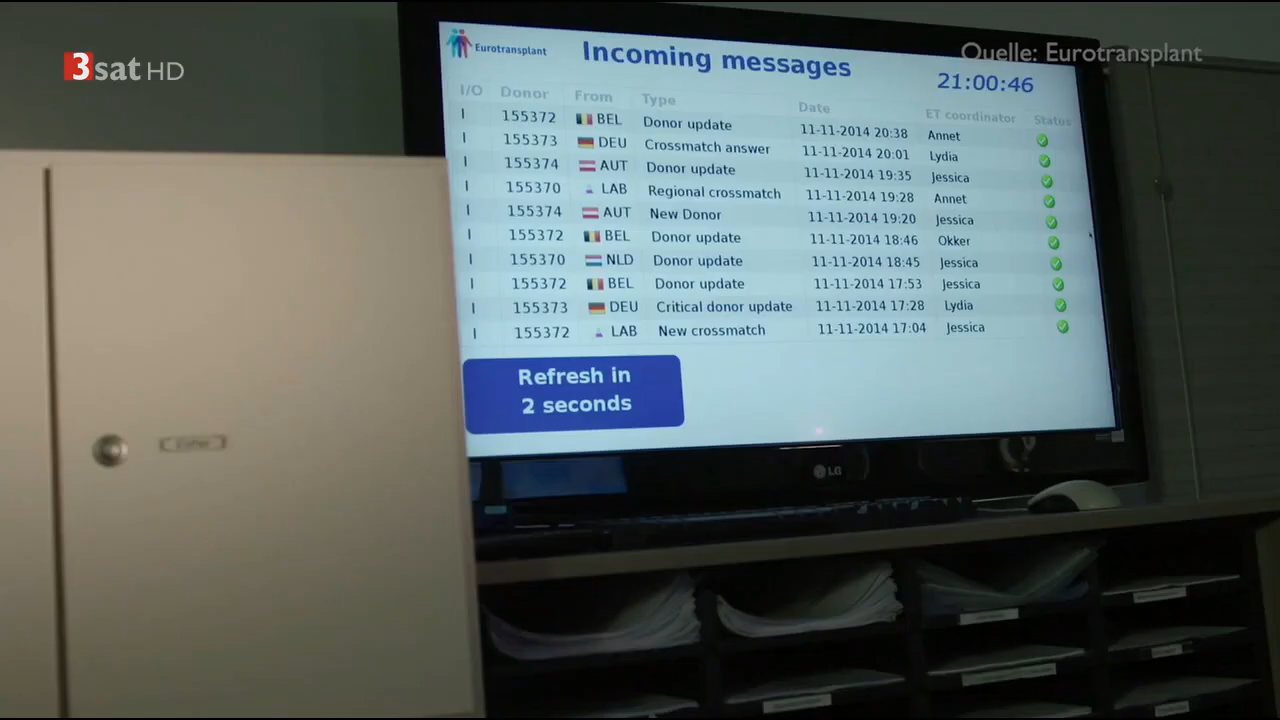 3sat HD
Quelle: Eurotransplant
Eurotransplant
Incoming messages
21:00:46
I/O Donor From Type Date ET coordinator Status
I 155372 BEL Donor update 11-11-2014 20:38 Annet
I 155373 DEU Crossmatch answer 11-11-2014 20:01 Lydia
I 155374 AUT Donor update 11-11-2014 19:35 Jessica
I 155370 LAB Regional crossmatch 11-11-2014 19:28 Annet
I 155374 AUT New Donor 11-11-2014 19:20 Jessica
I 155372 BEL Donor update 11-11-2014 18:46 Okker
I 155370 NLD Donor update 11-11-2014 18:45 Jessica
I 155372 BEL Donor update 11-11-2014 17:53 Jessica
I 155373 DEU Critical donor update 11-11-2014 17:28 Lydia
I 155372 LAB New crossmatch 11-11-2014 17:04 Jessica
Refresh in
2 seconds
LG